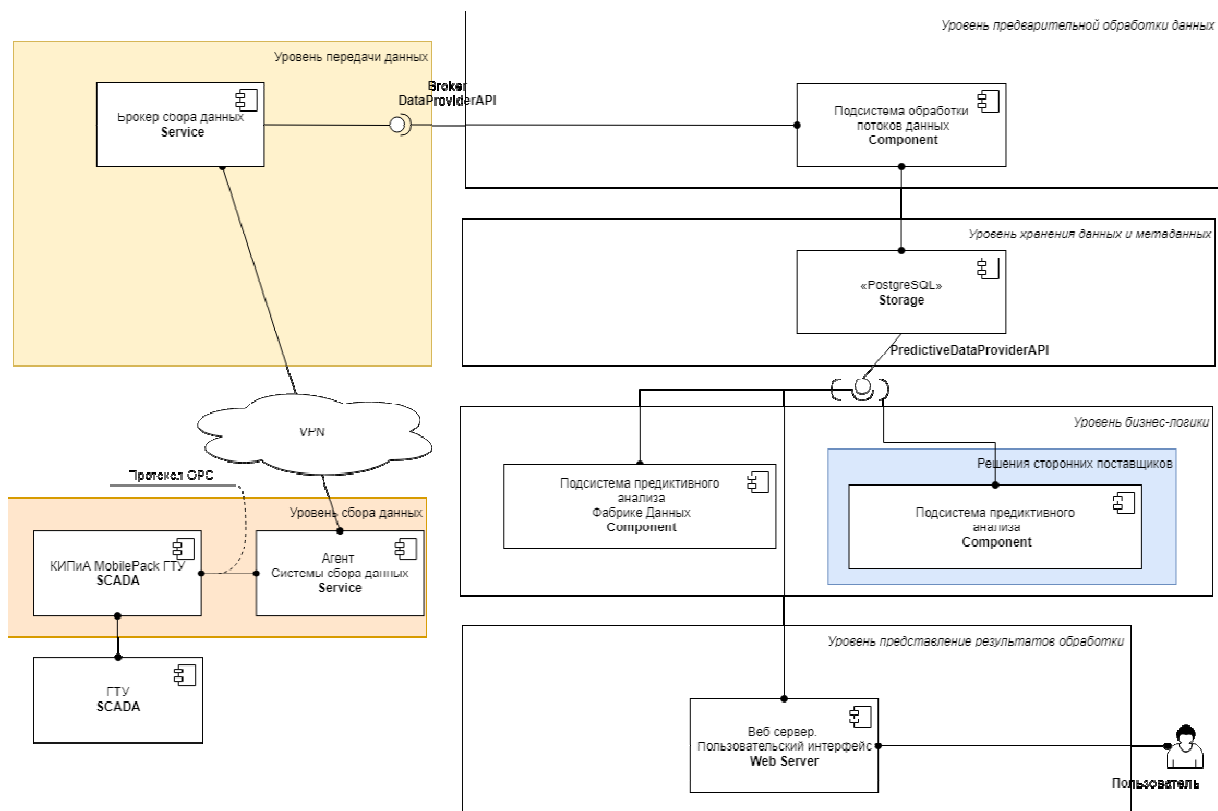 Уровень предварительной обработки данных
Уровень передачи данных
Broker
DataProviderAPI
Брокер сбора данных
Service
Подсистема обработки
потоков данных
Component
Уровень хранения данных и метаданных
«PostgreSQL»
Storage
PredictiveDataProviderAPI
Уровень бизнес-логики
VPN
Решения сторонних поставщиков
Протокол OPC
Подсистема предиктивного
анализа
Фабрике Данных
Component
Подсистема предиктивного
анализа
Component
Уровень сбора данных
КИПиА MobilePack ГТУ
SCADA
Агент
Системы сбора данных
Service
Уровень представление результатов обработки
ГТУ
SCADA
Веб сервер.
Пользовательский интерфейс
Web Server
Пользователь